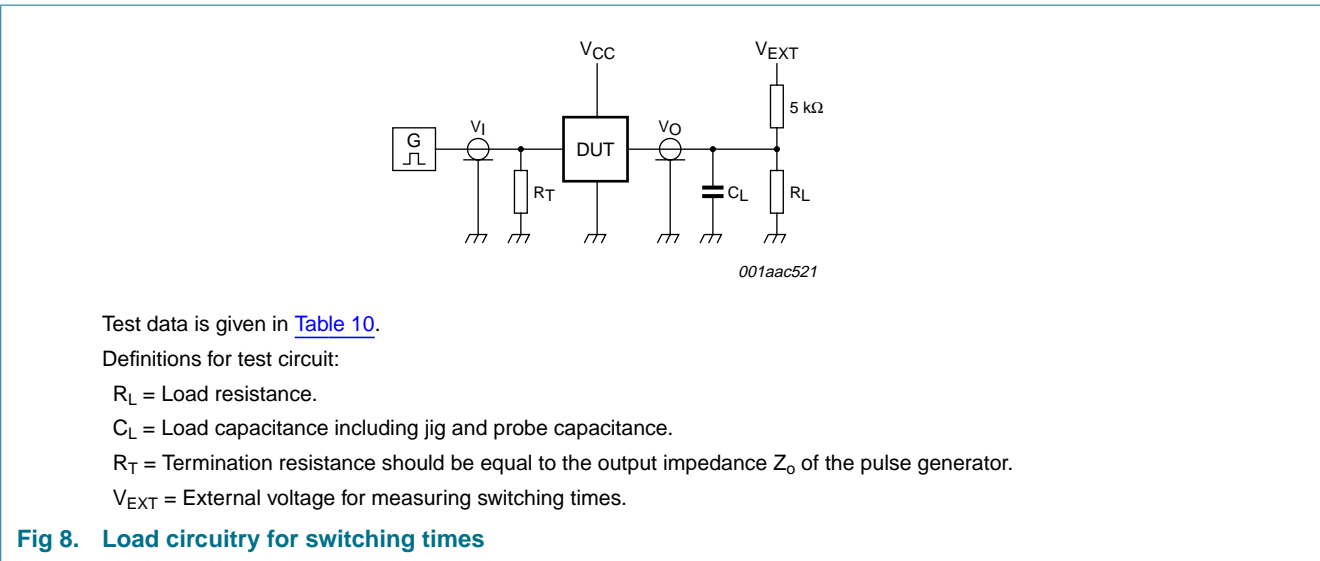 VCC VEXT
5 kΩ
G VI DUT VO
RT CL RL
001aac521
Test data is given in Table 10.
Definitions for test circuit:
RL = Load resistance.
CL = Load capacitance including jig and probe capacitance.
RT = Termination resistance should be equal to the output impedance Zo of the pulse generator.
VEXT = External voltage for measuring switching times.
Fig 8. Load circuitry for switching times